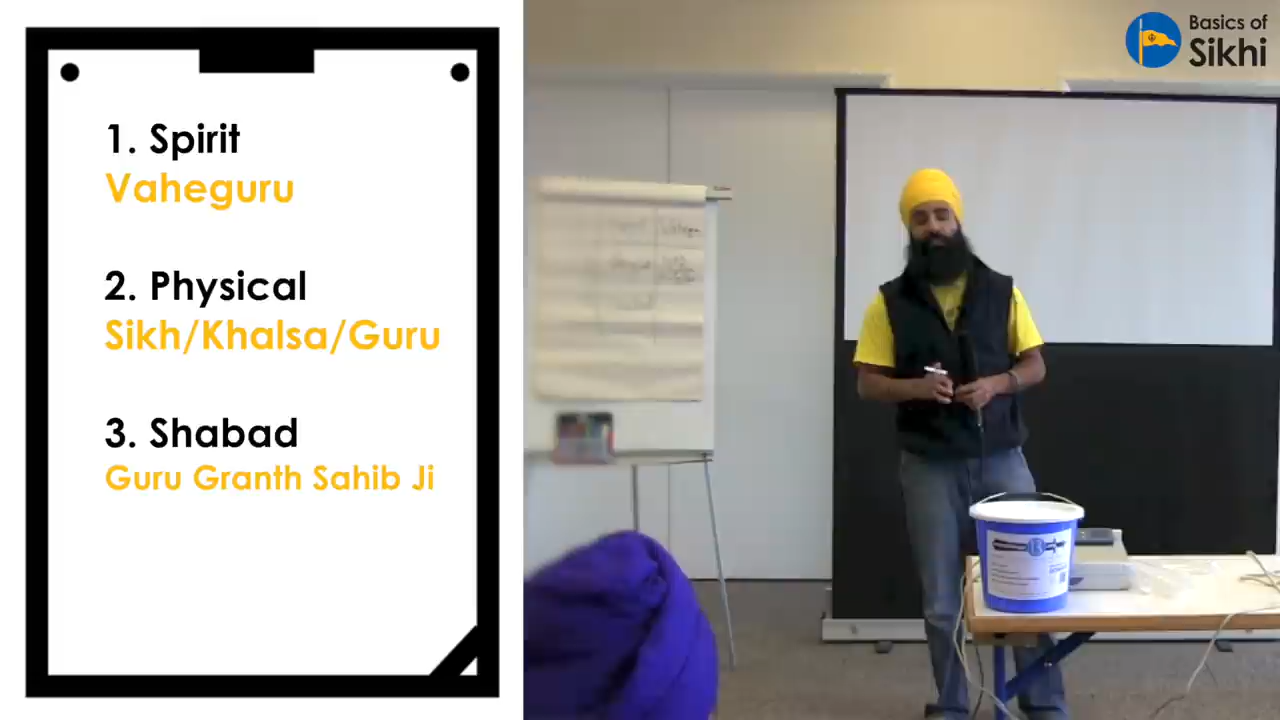 1. Spirit
Vaheguru
2. Physical
Sikh/Khalsa/Guru
3. Shabad
Guru Granth Sahib Ji
Basics of
Sikhi